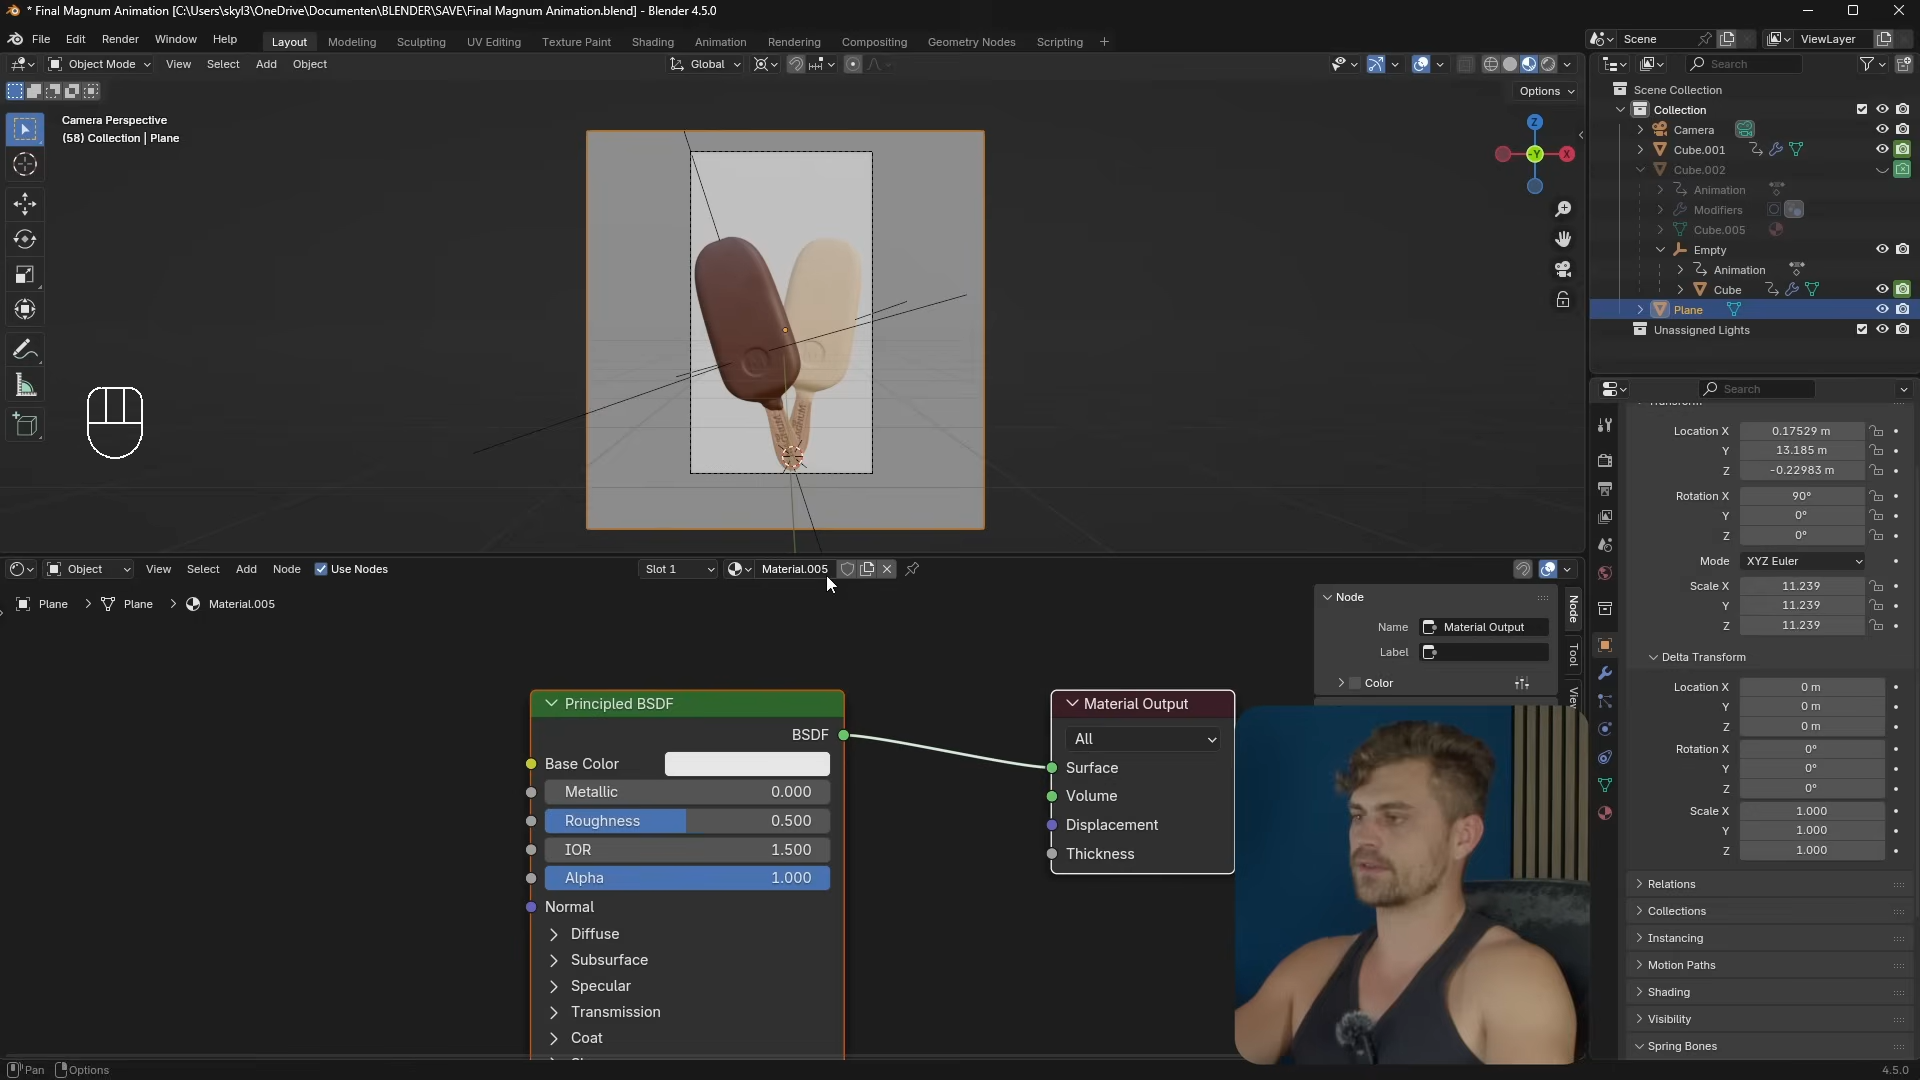 * Final Magnum Animation [C:\Users\skyl3\OneDrive\Documenten\BLENDER\SAVE\Final Magnum Animation.blend] - Blender 4.5.0
File Edit Render Window Help
Layout Modeling Sculpting UV Editing Texture Paint Shading Animation Rendering Compositing Geometry Nodes Scripting +
Scene ViewLayer
Object Mode View Select Add Object Global
Search
Options
Camera Perspective
(58) Collection | Plane
Z
-Y
X
Scene Collection
Collection
Camera
Cube.001
Cube.002
Animation
Modifiers
Cube.005
Empty
Animation
Cube
Plane
Unassigned Lights
Object View Select Add Node Use Nodes Slot 1 Material.005
Plane > Plane > Material.005
Principled BSDF
BSDF
Base Color
Metallic 0.000
Roughness 0.500
IOR 1.500
Alpha 1.000
Normal
Diffuse
Subsurface
Specular
Transmission
Coat
Material Output
All
Surface
Volume
Displacement
Thickness
Node
Name Material Output
Label
Color
Node
Tool
Search
Location X 0.17529 m
Y 13.185 m
Z -0.22983 m
Rotation X 90°
Y 0°
Z 0°
Mode XYZ Euler
Scale X 11.239
Y 11.239
Z 11.239
Delta Transform
Location X 0 m
Y 0 m
Z 0 m
Rotation X 0°
Y 0°
Z 0°
Scale X 1.000
Y 1.000
Z 1.000
Relations
Collections
Instancing
Motion Paths
Shading
Visibility
Spring Bones
Pan Options
4.5.0